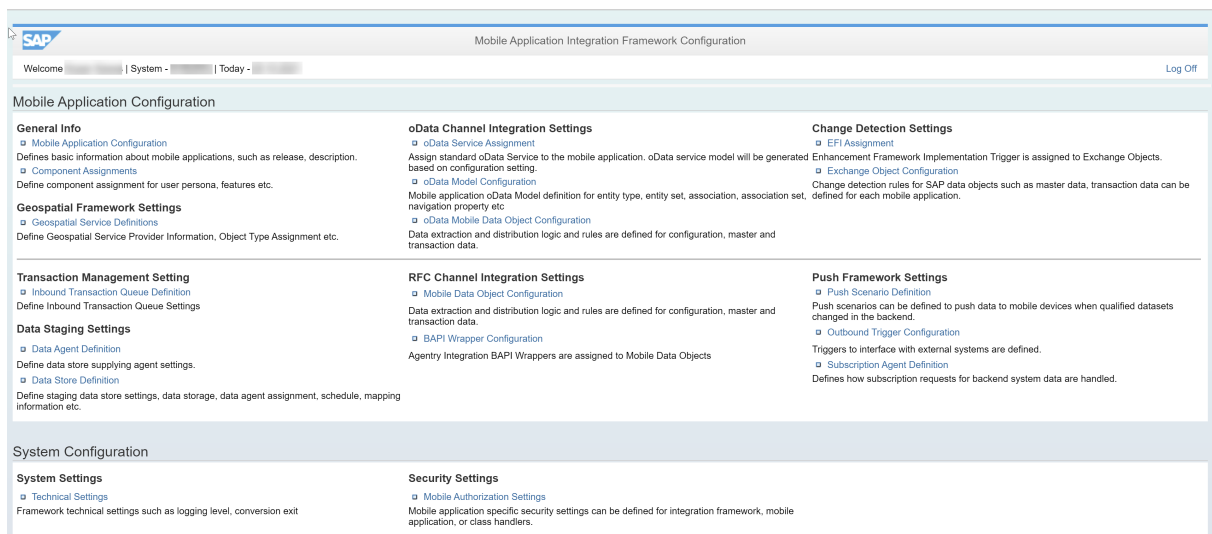 SAP
Mobile Application Integration Framework Configuration
Welcome | System - | Today -
Log Off
Mobile Application Configuration
General Info
Mobile Application Configuration
Defines basic information about mobile applications, such as release, description.
Component Assignments
Define component assignment for user persona, features etc.
Geospatial Framework Settings
Geospatial Service Definitions
Define Geospatial Service Provider Information, Object Type Assignment etc.
oData Channel Integration Settings
oData Service Assignment
Assign standard oData Service to the mobile application. oData service model will be generated
based on configuration setting.
oData Model Configuration
Mobile application oData Model definition for entity type, entity set, association, association set,
navigation property etc
oData Mobile Data Object Configuration
Data extraction and distribution logic and rules are defined for configuration, master and
transaction data.
Change Detection Settings
EFI Assignment
Enhancement Framework Implementation Trigger is assigned to Exchange Objects.
Exchange Object Configuration
Change detection rules for SAP data objects such as master data, transaction data can be
defined for each mobile application.
Transaction Management Setting
Inbound Transaction Queue Definition
Define Inbound Transaction Queue Settings
Data Staging Settings
Data Agent Definition
Define data store supplying agent settings.
Data Store Definition
Define staging data store settings, data storage, data agent assignment, schedule, mapping
information etc.
RFC Channel Integration Settings
Mobile Data Object Configuration
Data extraction and distribution logic and rules are defined for configuration, master and
transaction data.
BAPI Wrapper Configuration
Agentry Integration BAPI Wrappers are assigned to Mobile Data Objects
Push Framework Settings
Push Scenario Definition
Push scenarios can be defined to push data to mobile devices when qualified datasets
changed in the backend.
Outbound Trigger Configuration
Triggers to interface with external systems are defined.
Subscription Agent Definition
Defines how subscription requests for backend system data are handled.
System Configuration
System Settings
Technical Settings
Framework technical settings such as logging level, conversion exit
Security Settings
Mobile Authorization Settings
Mobile application specific security settings can be defined for integration framework, mobile
application, or class handlers.